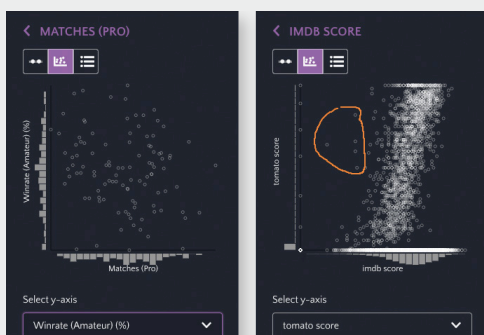 MATCHES (PRO)
Winrate (Amateur) (%)
Matches (Pro)
Select y-axis
Winrate (Amateur) (%)
IMDB SCORE
tomato score
imdb score
Select y-axis
tomato score